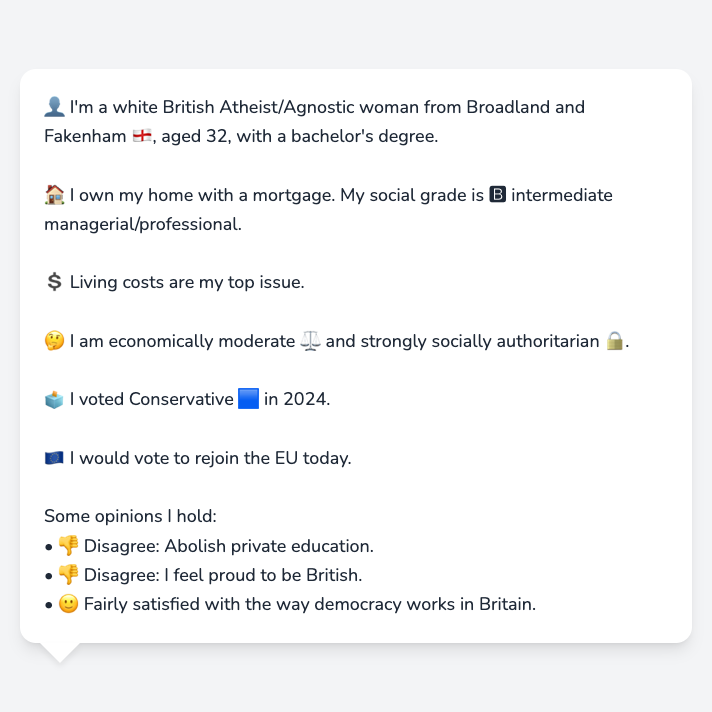 👤 I'm a white British Atheist/Agnostic woman from Broadland and
Fakenham 🏴󠁧󠁢󠁥󠁮󠁧󠁿, aged 32, with a bachelor's degree.
🏠 I own my home with a mortgage. My social grade is 🅱 intermediate
managerial/professional.
💲 Living costs are my top issue.
🤔 I am economically moderate ⚖️ and strongly socially authoritarian 🔒.
🗳️ I voted Conservative 🟦 in 2024.
🇪🇺 I would vote to rejoin the EU today.
Some opinions I hold:
• 👎 Disagree: Abolish private education.
• 👎 Disagree: I feel proud to be British.
• 🙂 Fairly satisfied with the way democracy works in Britain.